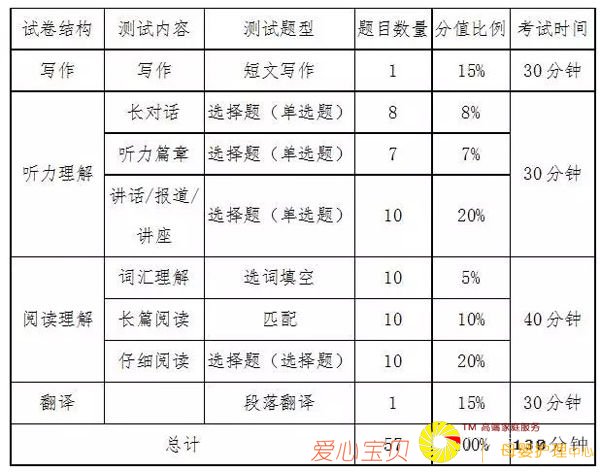 试卷结构 测试内容 测试题型 题目数量 分值比例 考试时间
写作 写作 短文写作 1 15% 30分钟
听力理解 长对话 选择题（单选题） 8 8% 30分钟
听力篇章 选择题（单选题） 7 7%
讲话/报道/
讲座 选择题（单选题） 10 20%
阅读理解 词汇理解 选词填空 10 5% 40分钟
长篇阅读 匹配 10 10%
仔细阅读 选择题（选择题） 10 20%
翻译 段落翻译 1 15% 30分钟
TM 高端家庭服务
总计 57 00% 130分钟
爱心宝贝 母婴护理中心